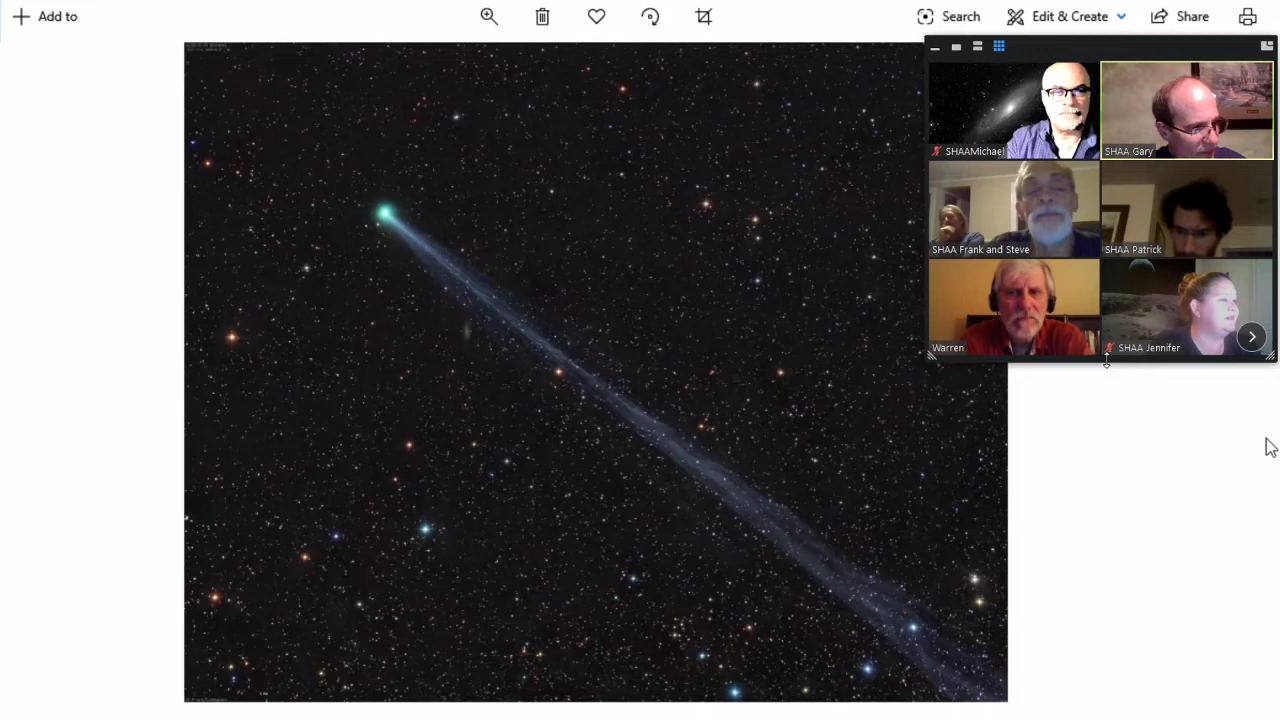 Add to
Search
Edit & Create
Share
SHAAMichael
SHAA Gary
SHAA Frank and Steve
SHAA Patrick
Warren
SHAA Jennifer